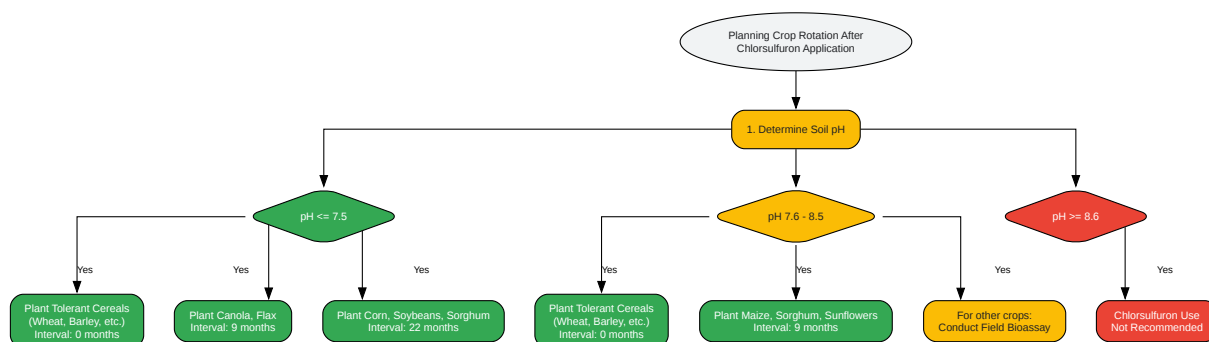 Planning Crop Rotation After
Chlorsulfuron Application
1. Determine Soil pH
pH <= 7.5
pH 7.6 - 8.5
pH >= 8.6
Yes
Yes
Yes
Yes
Yes
Yes
Yes
Plant Tolerant Cereals
(Wheat, Barley, etc.)
Interval: 0 months
Plant Canola, Flax
Interval: 9 months
Plant Corn, Soybeans, Sorghum
Interval: 22 months
Plant Tolerant Cereals
(Wheat, Barley, etc.)
Interval: 0 months
Plant Maize, Sorghum, Sunflowers
Interval: 9 months
For other crops:
Conduct Field Bioassay
Chlorsulfuron Use
Not Recommended